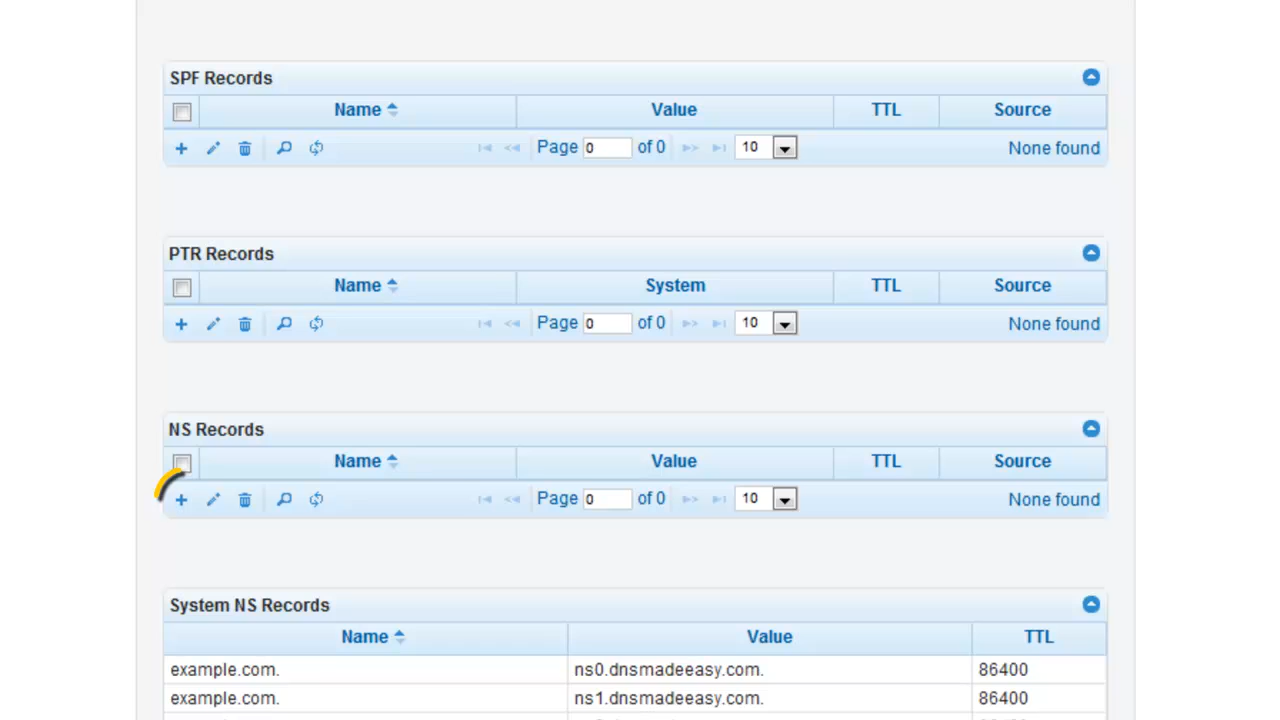 SPF Records
Name Value TTL Source
Page 0 of 0 10 None found
PTR Records
Name System TTL Source
Page 0 of 0 10 None found
NS Records
Name Value TTL Source
Page 0 of 0 10 None found
System NS Records
Name Value TTL
example.com. ns0.dnsmadeeasy.com. 86400
example.com. ns1.dnsmadeeasy.com. 86400